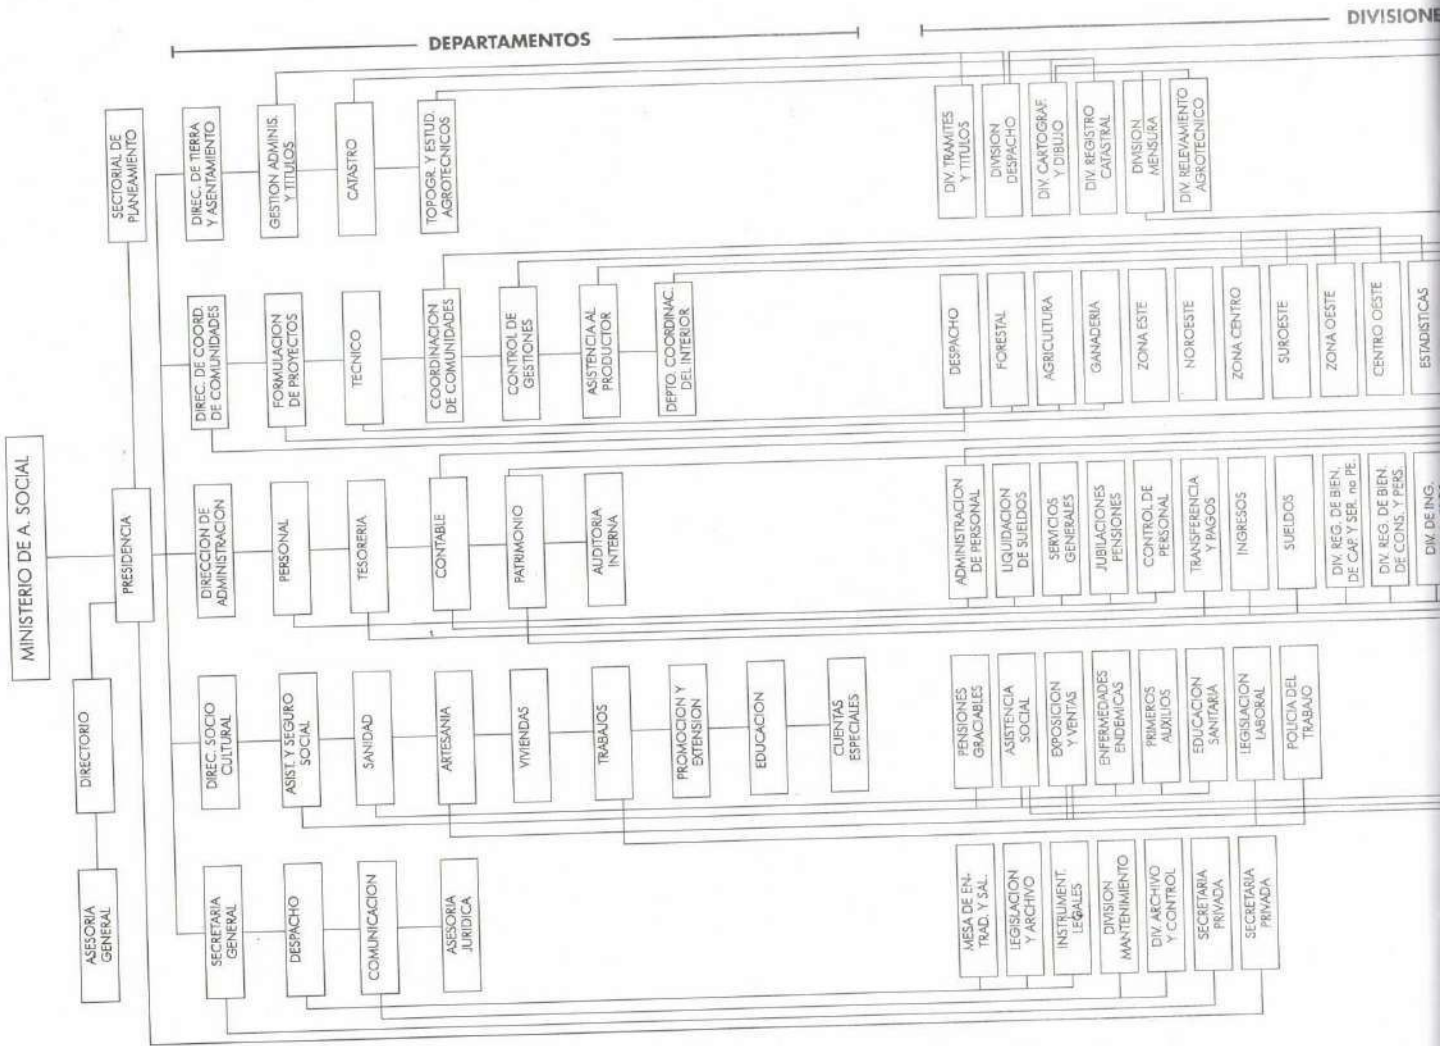 DEPARTAMENTOS
DIVISIONE
MINISTERIO DE A. SOCIAL
ASESORIA
GENERAL
DIRECTORIO
PRESIDENCIA
SECTORIAL DE
PLANEAMIENTO
SECRETARIA
GENERAL
DESPACHO
COMUNICACION
ASESORIA
JURIDICA
DIREC. SOCIO
CULTURAL
ASIST. Y SEGURO
SOCIAL
SANIDAD
ARTESANIA
VIVIENDAS
TRABAJOS
PROMOCION Y
EXTENSION
EDUCACION
CUENTAS
ESPECIALES
DIRECCION DE
ADMINISTRACION
PERSONAL
TESORERIA
CONTABLE
PATRIMONIO
AUDITORIA
INTERNA
DIREC. DE COORD.
DE COMUNIDADES
FORMULACION
DE PROYECTOS
TECNICO
COORDINACION
DE COMUNIDADES
CONTROL DE
GESTIONES
ASISTENCIA AL
PRODUCTOR
DEPTO. COORDINAC.
DEL INTERIOR
DIREC. DE TIERRA
Y ASENTAMIENTO
GESTION ADMINIS.
Y TITULOS
CATASTRO
TOPOGR. Y ESTUD.
AGROTECNICOS
MESA DE EN-
TRAD. Y SAL.
LEGISLACION
Y ARCHIVO
INSTRUMENT.
LEGALES
DIVISION
MANTENIMIENTO
DIV. ARCHIVO
Y CONTROL
SECRETARIA
PRIVADA
SECRETARIA
PRIVADA
PENSIONES
GRACIABLES
ASISTENCIA
SOCIAL
EXPOSICION
Y VENTAS
ENFERMEDADES
ENDEMICAS
PRIMEROS
AUXILIOS
EDUCACION
SANITARIA
LEGISLACION
LABORAL
POLICIA DEL
TRABAJO
ADMINISTRACION
DE PERSONAL
LIQUIDACION
DE SUELDOS
SERVICIOS
GENERALES
JUBILACIONES
PENSIONES
CONTROL DE
PERSONAL
TRANSFERENCIA
Y PAGOS
INGRESOS
SUELDOS
DIV. REG. DE BIEN.
DE CAP. Y SER. no PE.
DIV. REG. DE BIEN.
DE CONS. Y PERS.
DIV. DE ING.
DESPACHO
FORESTAL
AGRICULTURA
GANADERIA
ZONA ESTE
NOROESTE
ZONA CENTRO
SUROESTE
ZONA OESTE
CENTRO OESTE
ESTADISTICAS
DIV. TRAMITES
Y TITULOS
DIVISION
DESPACHO
DIV. CARTOGRAF.
Y DIBUJO
DIV. REGISTRO
CATASTRAL
DIVISION
MENSURA
DIV. RELEVAMIENTO
AGROTECNICO